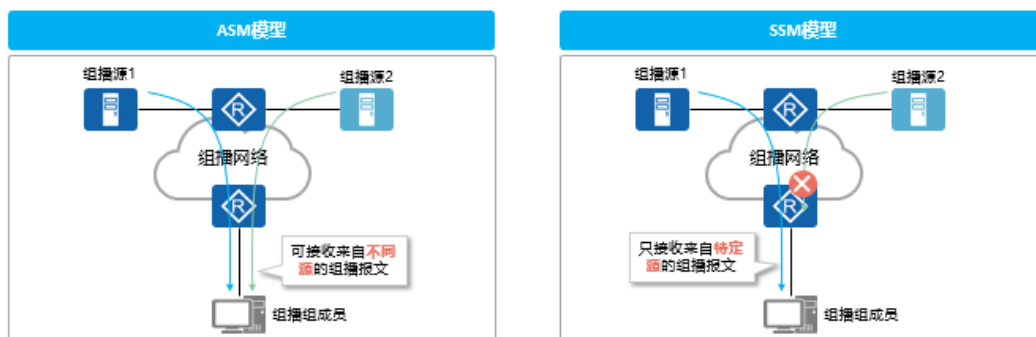 ASM模型
组播源1
组播源2
R
组播网络
R
可接收来自不同
源的组播报文
组播组成员
SSM模型
组播源1
组播源2
R
组播网络
R
只接收来自特定
源的组播报文
组播组成员